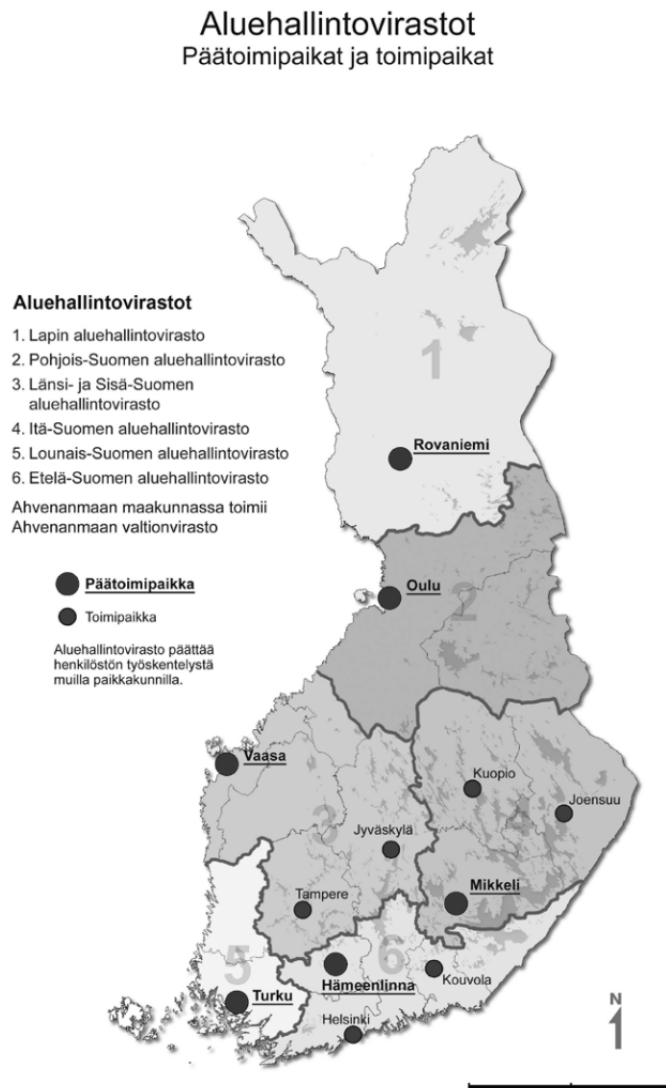 Aluehallintovirastot
Päätoimipaikat ja toimipaikat
Aluehallintovirastot
1. Lapin aluehallintovirasto
2. Pohjois-Suomen aluehallintovirasto
3. Länsi- ja Sisä-Suomen
aluehallintovirasto
4. Itä-Suomen aluehallintovirasto
5. Lounais-Suomen aluehallintovirasto
6. Etelä-Suomen aluehallintovirasto
Ahvenanmaan maakunnassa toimii
Ahvenanmaan valtionvirasto
Päätoimipaikka
Toimipaikka
Aluehallintovirasto päättää
henkilöstön työskentelystä
muilla paikkakunnilla.
1
Rovaniemi
Oulu
2
Vaasa
Kuopio
Joensuu
3
4
Jyväskylä
Mikkeli
Tampere
5
6
Hämeenlinna
Kouvola
Turku
Helsinki
N